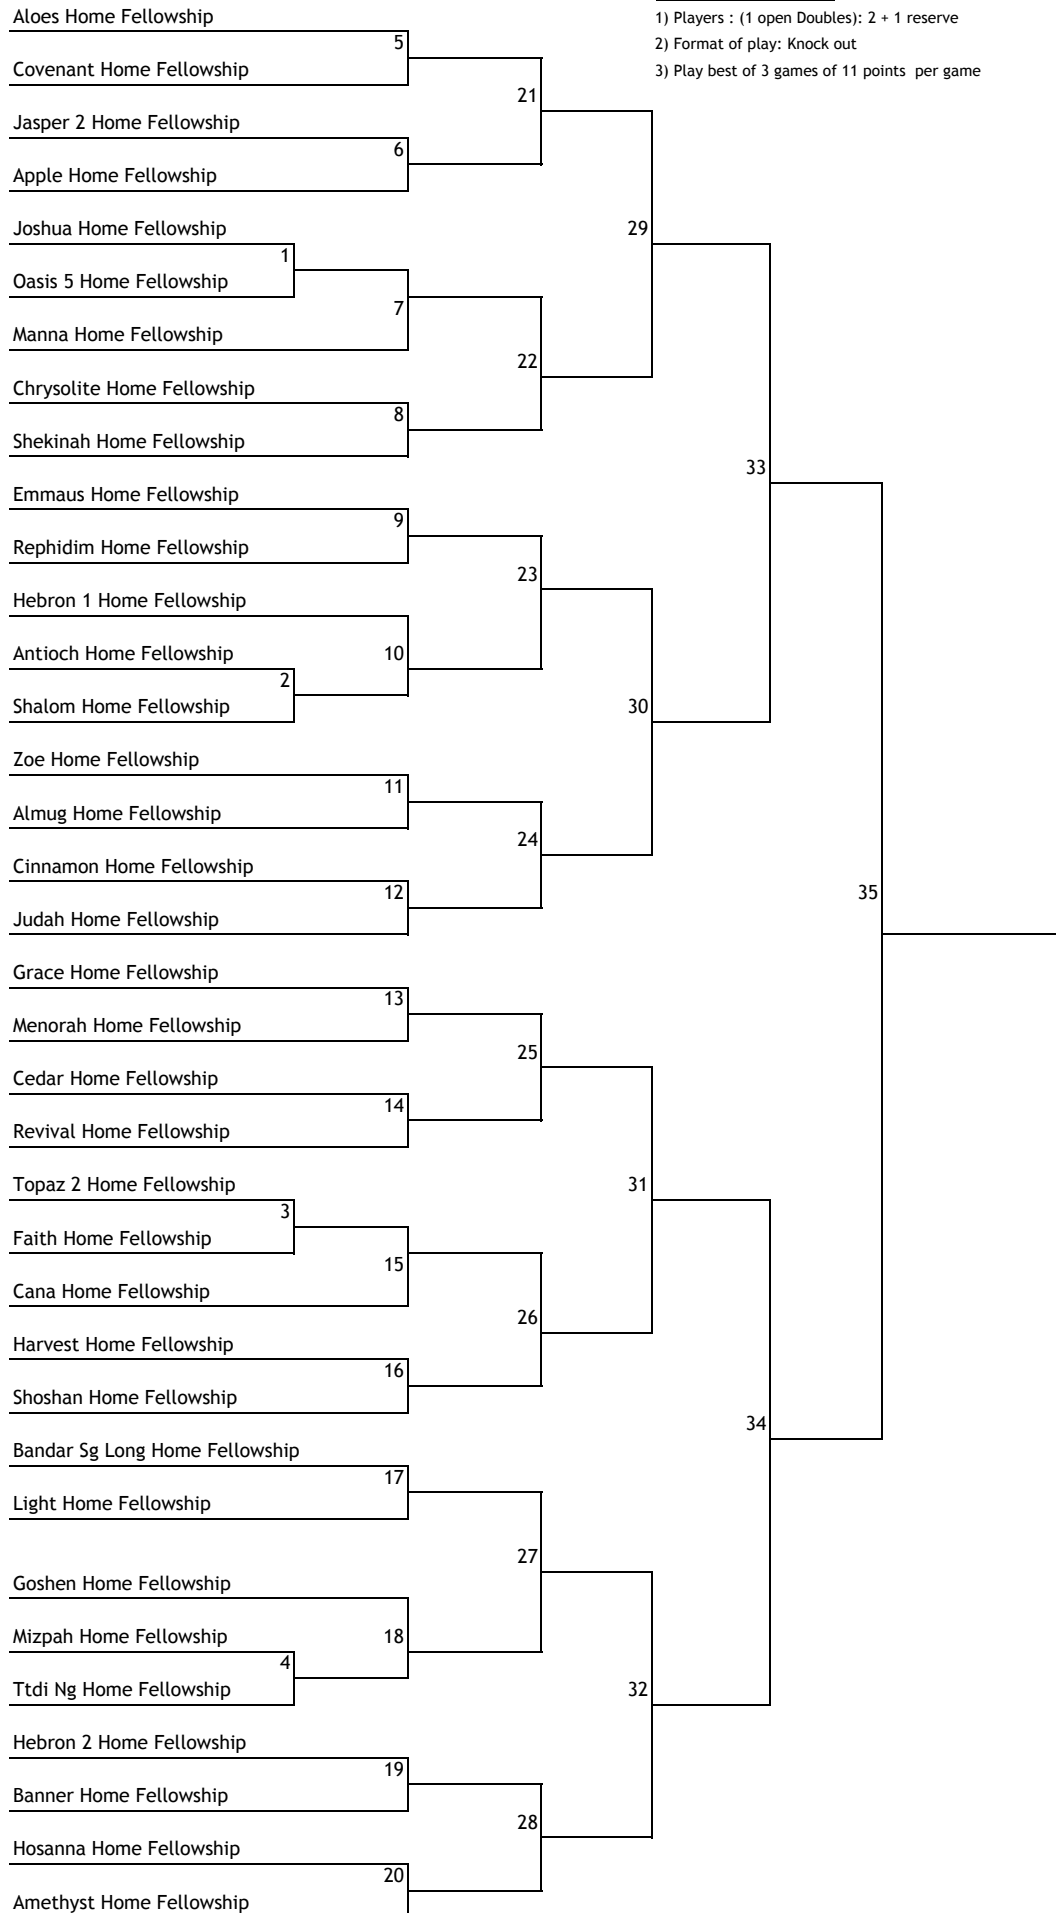 Aloes Home Fellowship
1) Players : (1 open Doubles): 2 + 1 reserve
5
2) Format of play: Knock out
Covenant Home Fellowship
3) Play best of 3 games of 11 points per game
21
Jasper 2 Home Fellowship
6
Apple Home Fellowship
Joshua Home Fellowship
29
1
Oasis 5 Home Fellowship
7
Manna Home Fellowship
22
Chrysolite Home Fellowship
8
Shekinah Home Fellowship
33
Emmaus Home Fellowship
9
Rephidim Home Fellowship
23
Hebron 1 Home Fellowship
Antioch Home Fellowship
10
2
Shalom Home Fellowship
30
Zoe Home Fellowship
11
Almug Home Fellowship
24
Cinnamon Home Fellowship
12
35
Judah Home Fellowship
Grace Home Fellowship
13
Menorah Home Fellowship
25
Cedar Home Fellowship
14
Revival Home Fellowship
Topaz 2 Home Fellowship
31
3
Faith Home Fellowship
15
Cana Home Fellowship
26
Harvest Home Fellowship
16
Shoshan Home Fellowship
34
Bandar Sg Long Home Fellowship
17
Light Home Fellowship
27
Goshen Home Fellowship
Mizpah Home Fellowship
18
4
Ttdi Ng Home Fellowship
32
Hebron 2 Home Fellowship
19
Banner Home Fellowship
28
Hosanna Home Fellowship
20
Amethyst Home Fellowship